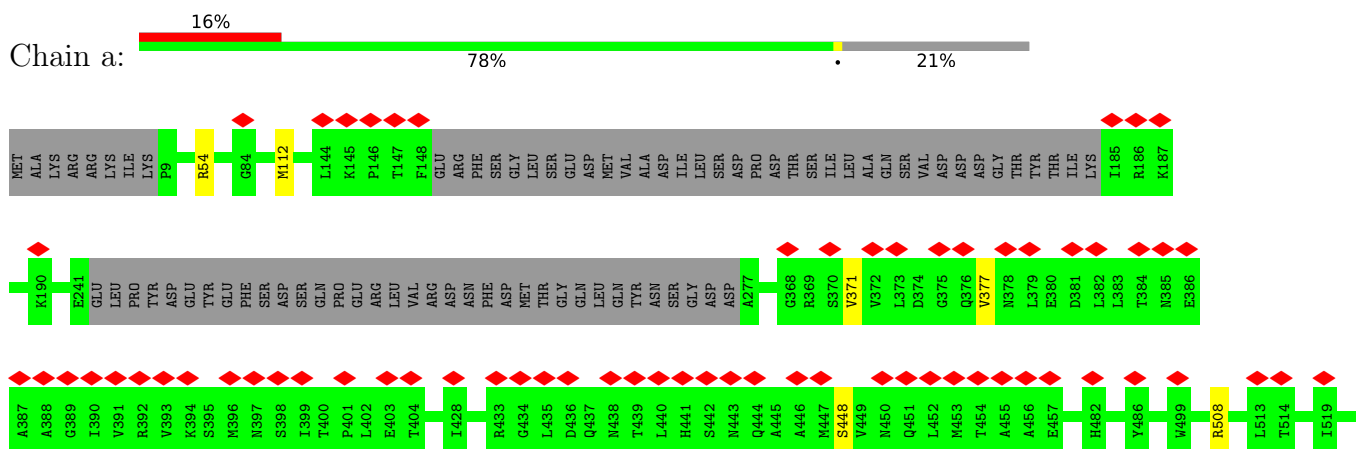 16%
Chain a:
78% • 21%
MET ALA LYS ARG ARG LYS ILE LYS P9 R54 G84 M112 L144 K145 P146 T147 F148 GLU ARG PHE SER GLY LEU SER GLU ASP MET VAL ALA ASP ILE LEU SER ASP PRO ASP THR SER ILE LEU ALA GLN SER VAL ASP ASP ASP GLY THR TYR THR ILE LYS I185 R186 K187
K190 E241 GLU LEU PRO TYR ASP GLU TYR GLU PHE SER ASP SER GLN PRO GLU ARG LEU VAL ARG ASP ASN PHE ASP MET THR GLY GLN LEU GLN TYR ASN SER GLY ASP ASP A277 G368 R369 S370 V371 V372 L373 D374 G375 Q376 V377 N378 L379 E380 D381 L382 L383 T384 N385 E386
A387 A388 G389 I390 V391 R392 V393 K394 S395 M396 N397 S398 I399 T400 P401 L402 E403 T404 I428 R433 G434 L435 D436 Q437 N438 T439 L440 H441 S442 N443 Q444 A445 A446 M447 S448 V449 N450 Q451 L452 M453 T454 A455 A456 E457 H482 Y486 W499 R508 L513 T514 I519